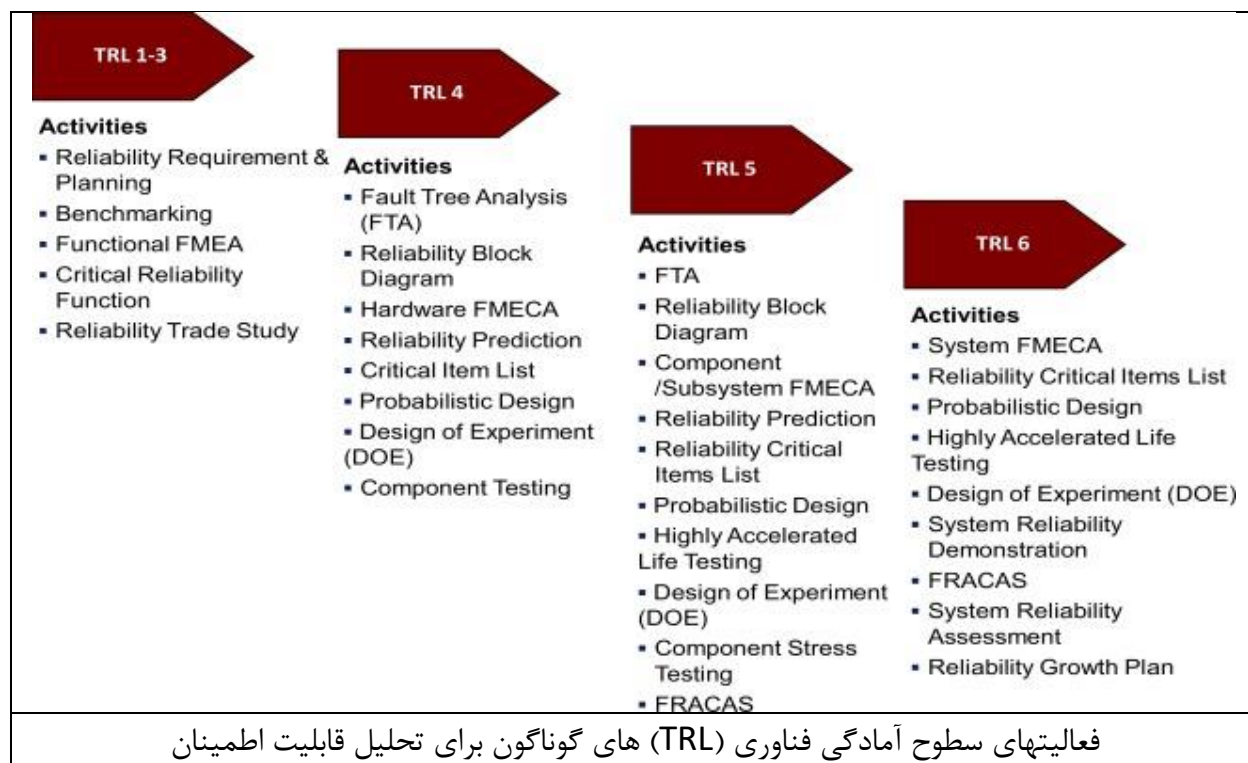 TRL 1-3
Activities
▪ Reliability Requirement &
Planning
▪ Benchmarking
▪ Functional FMEA
▪ Critical Reliability
Function
▪ Reliability Trade Study
TRL 4
Activities
▪ Fault Tree Analysis
(FTA)
▪ Reliability Block
Diagram
▪ Hardware FMECA
▪ Reliability Prediction
▪ Critical Item List
▪ Probabilistic Design
▪ Design of Experiment
(DOE)
▪ Component Testing
TRL 5
Activities
▪ FTA
▪ Reliability Block
Diagram
▪ Component
/Subsystem FMECA
▪ Reliability Prediction
▪ Reliability Critical
Items List
▪ Probabilistic Design
▪ Highly Accelerated
Life Testing
▪ Design of Experiment
(DOE)
▪ Component Stress
Testing
▪ FRACAS
TRL 6
Activities
▪ System FMECA
▪ Reliability Critical Items List
▪ Probabilistic Design
▪ Highly Accelerated Life
Testing
▪ Design of Experiment (DOE)
▪ System Reliability
Demonstration
▪ FRACAS
▪ System Reliability
Assessment
▪ Reliability Growth Plan
فعالیتهای سطوح آمادگی فناوری (TRL) های گوناگون برای تحلیل قابلیت اطمینان